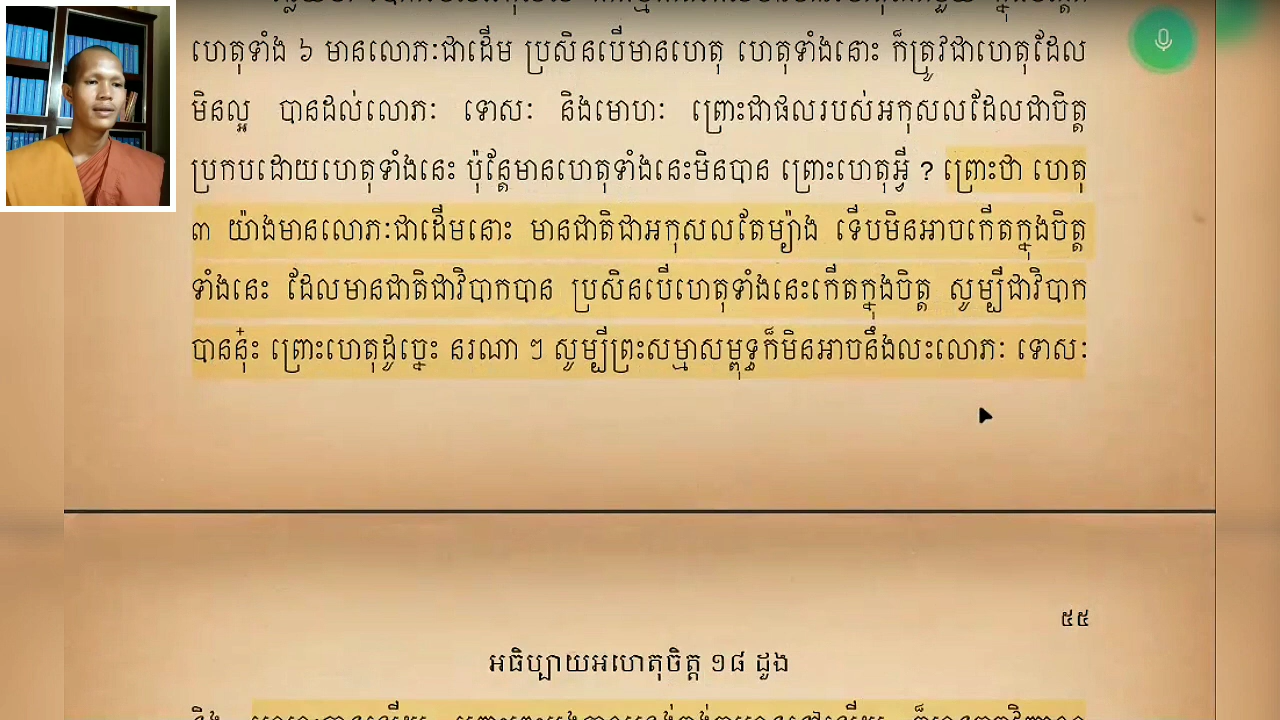 ហេតុទាំង ៦ មានលោភៈជាដើម ប្រសិនបើមានហេតុ ហេតុទាំងនោះ ក៏ត្រូវជាហេតុដែល
មិនល្អ បានដល់លោភៈ ទោសៈ និងមោហៈ ព្រោះជាផលរបស់អកុសលដែលជាចិត្ត
ប្រកបដោយហេតុទាំងនេះ ប៉ុន្តែមានហេតុទាំងនេះមិនបាន ព្រោះហេតុអ្វី ? ព្រោះថា ហេតុ
៣ យ៉ាងមានលោភៈជាដើមនោះ មានជាតិជាអកុសលតែម្យ៉ាង ទើបមិនអាចកើតក្នុងចិត្ត
ទាំងនេះ ដែលមានជាតិជាវិបាកបាន ប្រសិនបើហេតុទាំងនេះកើតក្នុងចិត្ត សូម្បីជាវិបាក
បាននុ៎ះ ព្រោះហេតុដូច្នេះ នរណា ៗ សូម្បីព្រះសម្មាសម្ពុទ្ធក៏មិនអាចនឹងលះលោភៈ ទោសៈ
៥៥
អធិប្បាយអហេតុចិត្ត ១៨ ដួង